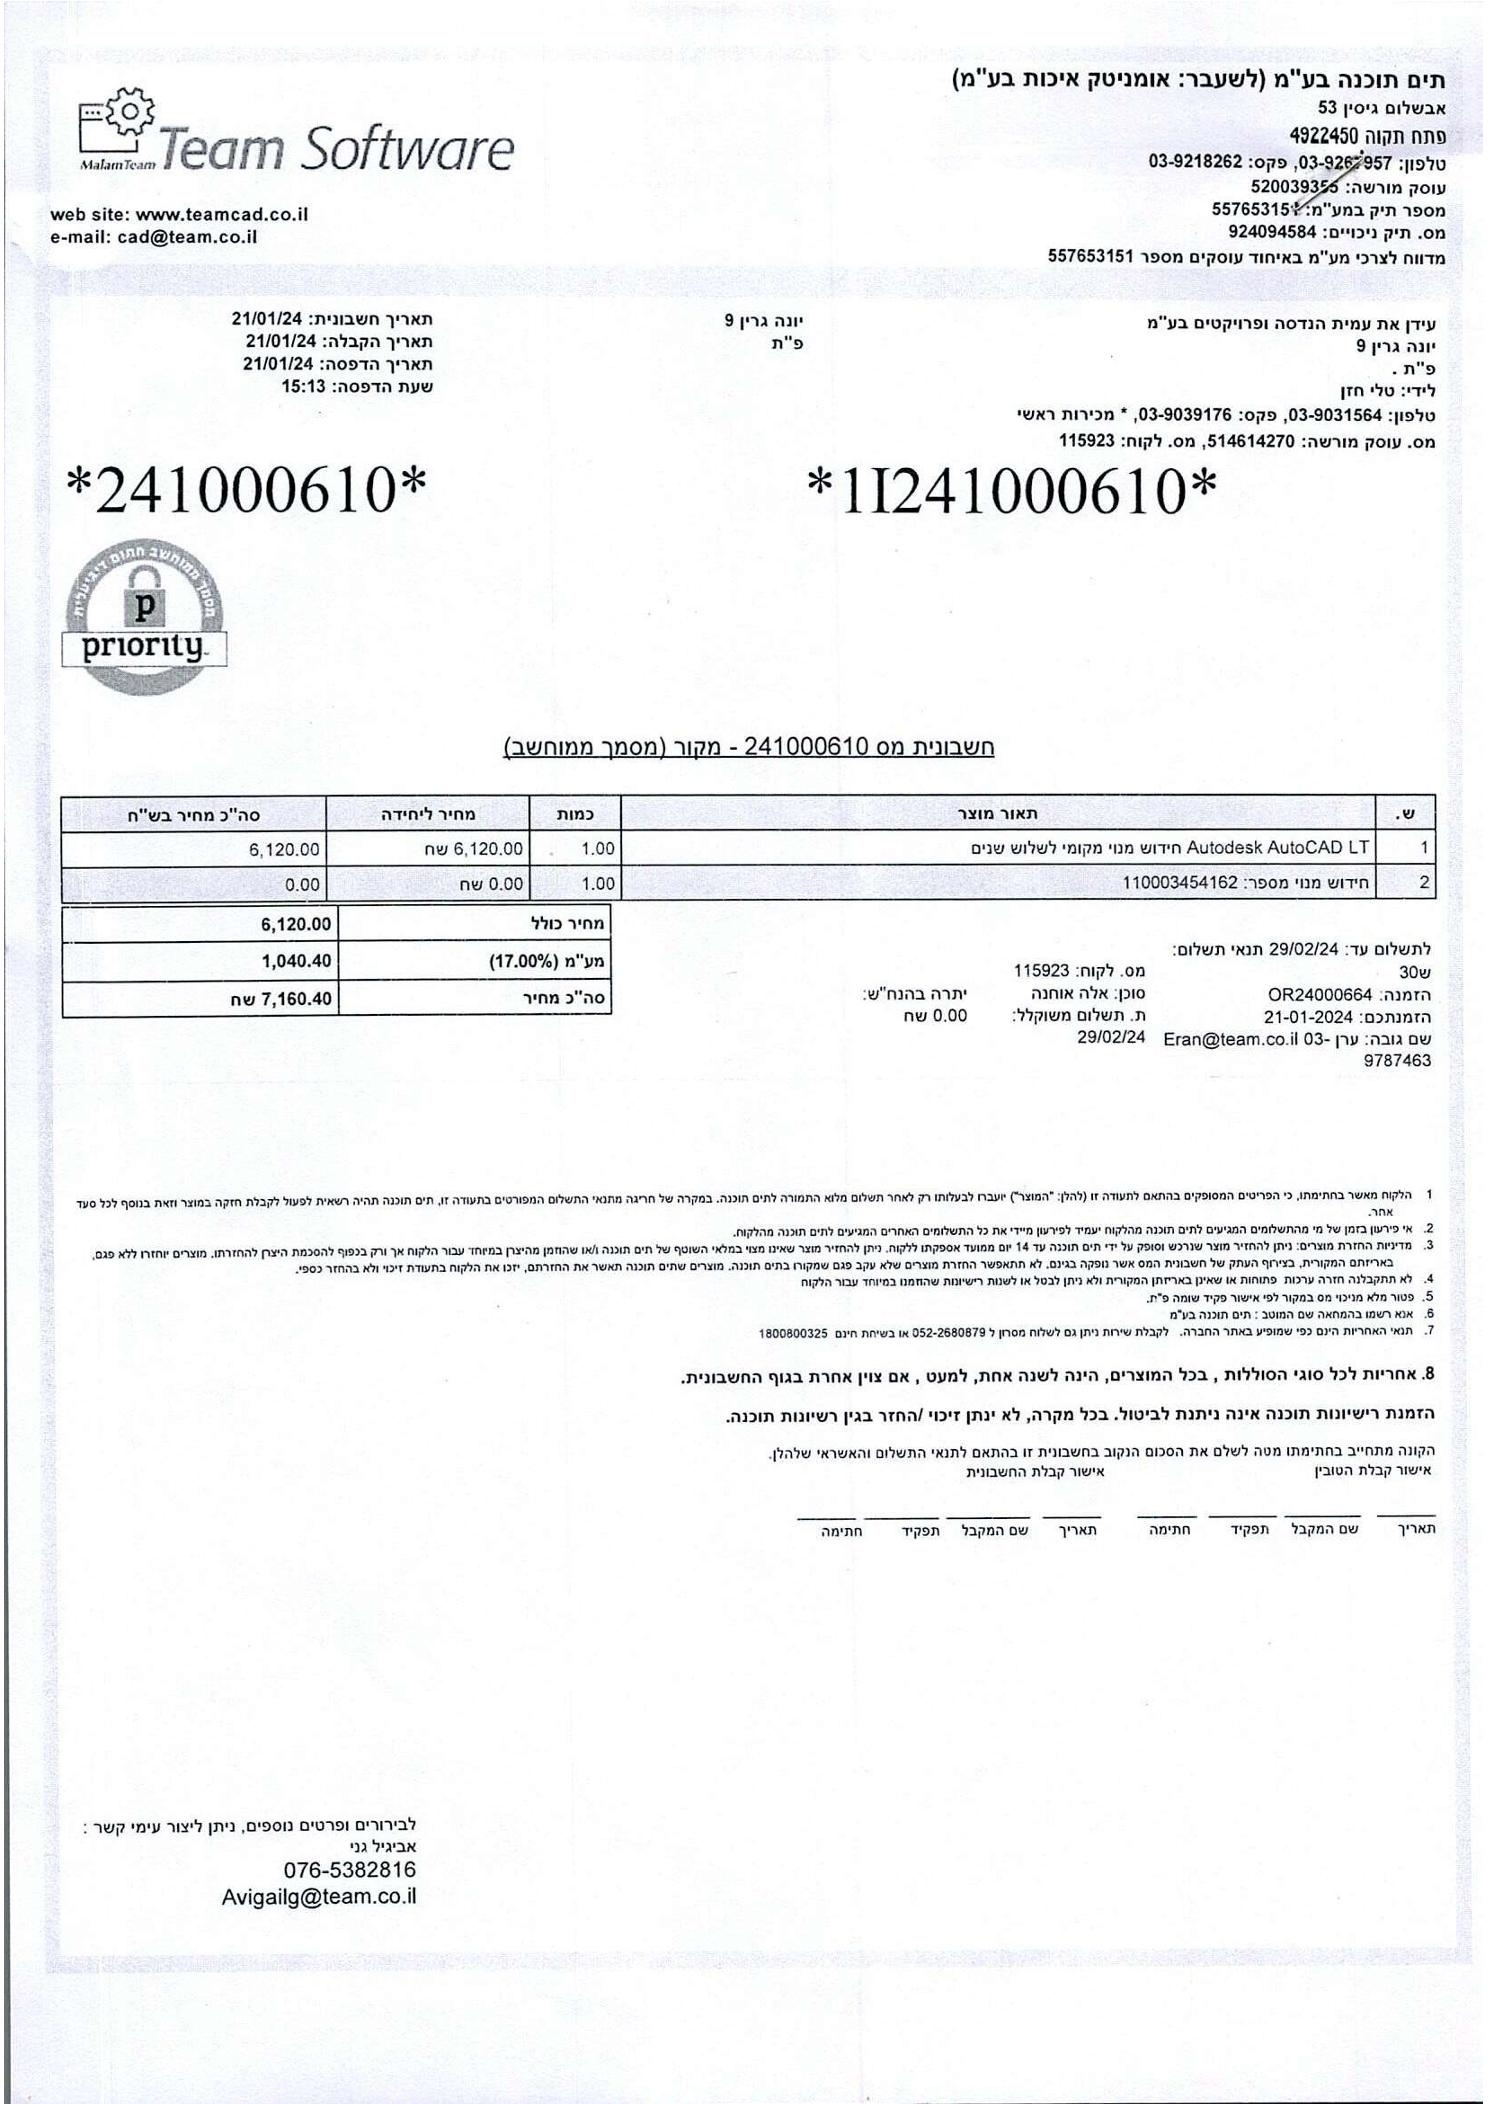 תים תוכנה בע"מ (לשעבר: אומניטק איכות בע"מ)
אבשלום גיסין 53
פתח תקוה 4922450
טלפון: 03-926 957, פקס: 03-9218262
עוסק מורשה: 520039355
מספר תיק במע"מ: 557653151
מס. תיק ניכויים: 924094584
מדווח לצרכי מע"מ באיחוד עוסקים מספר 557653151
MalamTeam Team Software
web site: www.teamcad.co.il
e-mail: cad@team.co.il
עידן את עמית הנדסה ופרויקטים בע"מ
יונה גרין 9
פ"ת .
לידי: טלי חזן
טלפון: 03-9031564, פקס: 03-9039176, * מכירות ראשי
מס. עוסק מורשה: 514614270, מס. לקוח: 115923
יונה גרין 9
פ"ת
תאריך חשבונית: 21/01/24
תאריך הקבלה: 21/01/24
תאריך הדפסה: 21/01/24
שעת הדפסה: 15:13
*1I241000610*
*241000610*
מסמך ממוחשב חתום דיגיטלית
p
priority
חשבונית מס 241000610 - מקור (מסמך ממוחשב)
ש. תאור מוצר כמות מחיר ליחידה סה"כ מחיר בש"ח
1 Autodesk AutoCAD LT חידוש מנוי מקומי לשלוש שנים 1.00 6,120.00 שח 6,120.00
2 חידוש מנוי מספר: 110003454162 1.00 0.00 שח 0.00
מחיר כולל 6,120.00
מע"מ (17.00%) 1,040.40
סה"כ מחיר 7,160.40 שח
לתשלום עד: 29/02/24 תנאי תשלום:
ש30
הזמנה: OR24000664
הזמנתכם: 21-01-2024
שם גובה: ערן Eran@team.co.il 03-
9787463
מס. לקוח: 115923
סוכן: אלה אוחנה
ת. תשלום משוקלל:
29/02/24
יתרה בהנח"ש:
0.00 שח
1 הלקוח מאשר בחתימתו, כי הפריטים המסופקים בהתאם לתעודה זו (להלן: "המוצר") יועברו לבעלותו רק לאחר תשלום מלוא התמורה לתים תוכנה. במקרה של חריגה מתנאי התשלום המפורטים בתעודה זו, תים תוכנה תהיה רשאית לפעול לקבלת חזקה במוצר וזאת בנוסף לכל סעד
אחר.
2. אי פירעון בזמן של מי מהתשלומים המגיעים לתים תוכנה מהלקוח יעמיד לפירעון מיידי את כל התשלומים האחרים המגיעים לתים תוכנה מהלקוח.
3. מדיניות החזרת מוצרים: ניתן להחזיר מוצר שנרכש וסופק על ידי תים תוכנה עד 14 יום ממועד אספקתו ללקוח. ניתן להחזיר מוצר שאינו מצוי במלאי השוטף של תים תוכנה ו/או שהוזמן מהיצרן במיוחד עבור הלקוח אך ורק בכפוף להסכמת היצרן להחזרתו. מוצרים יוחזרו ללא פגם,
באריזתם המקורית, בצירוף העתק של חשבונית המס אשר נופקה בגינם. לא תתאפשר החזרת מוצרים שלא עקב פגם שמקורו בתים תוכנה. מוצרים שתים תוכנה תאשר את החזרתם, יזכו את הלקוח בתעודת זיכוי ולא בהחזר כספי.
4. לא תתקבלנה חזרה ערכות פתוחות או שאינן באריזתן המקורית ולא ניתן לבטל או לשנות רישיונות שהוזמנו במיוחד עבור הלקוח
5. פטור מלא מניכוי מס במקור לפי אישור פקיד שומה פ"ת.
6. אנא רשמו בהמחאה שם המוטב : תים תוכנה בע"מ
7. תנאי האחריות הינם כפי שמופיע באתר החברה. לקבלת שירות ניתן גם לשלוח מסרון ל 052-2680879 או בשיחת חינם 1800800325
8. אחריות לכל סוגי הסוללות , בכל המוצרים, הינה לשנה אחת, למעט , אם צוין אחרת בגוף החשבונית.
הזמנת רישיונות תוכנה אינה ניתנת לביטול. בכל מקרה, לא ינתן זיכוי /החזר בגין רשיונות תוכנה.
הקונה מתחייב בחתימתו מטה לשלם את הסכום הנקוב בחשבונית זו בהתאם לתנאי התשלום והאשראי שלהלן.
אישור קבלת הטובין אישור קבלת החשבונית
תאריך שם המקבל תפקיד חתימה תאריך שם המקבל תפקיד חתימה
לבירורים ופרטים נוספים, ניתן ליצור עימי קשר :
אביגיל גני
076-5382816
Avigailg@team.co.il